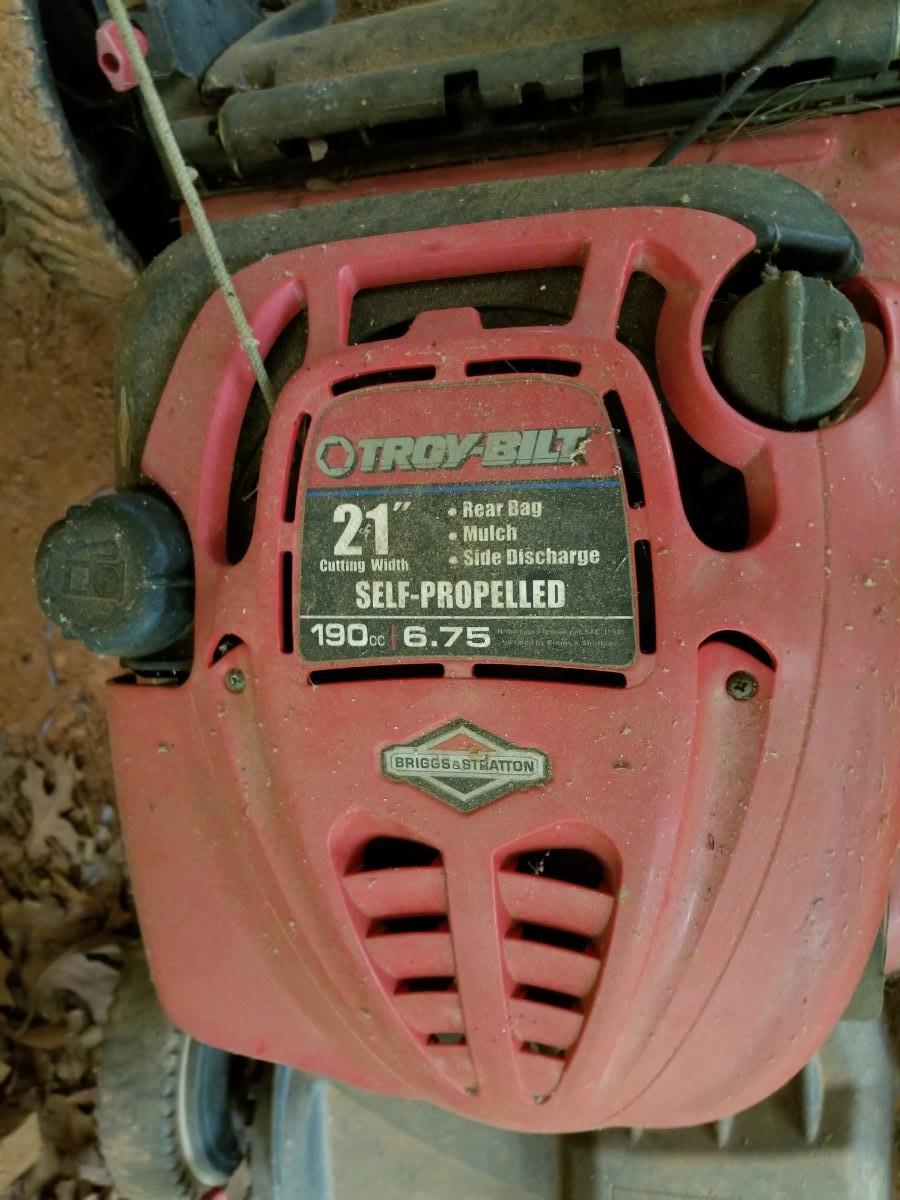 TROY-BILT
21"
Cutting Width
• Rear Bag
• Mulch
• Side Discharge
SELF-PROPELLED
190cc | 6.75
BRIGGS & STRATTON